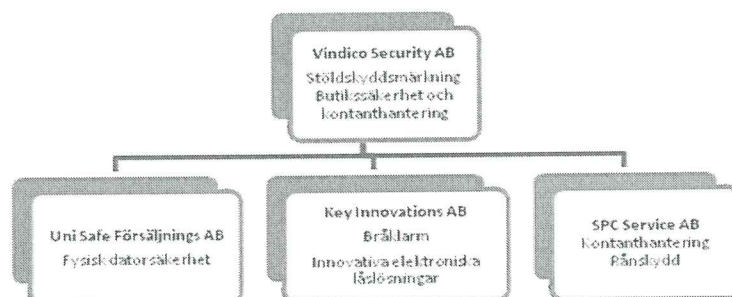 Vindico Security AB
Stöldskyddsmärkning
Butikssäkerhet och
kontanthantering
Uni Safe Försäljnings AB
Fysisk datorsäkerhet
Key Innovations AB
Bråklarm
Innovativa elektroniska
låslösningar
SPC Service AB
Kontanthantering
Rånskydd